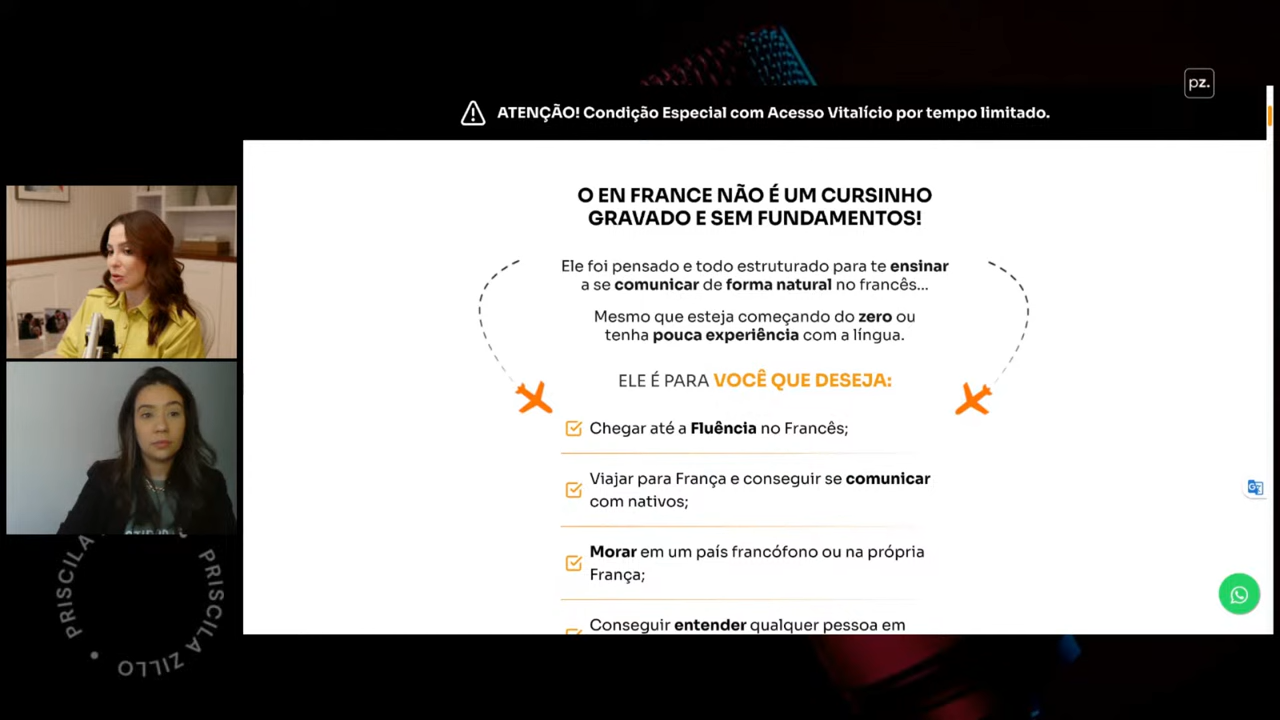 pz.
ATENÇÃO! Condição Especial com Acesso Vitalício por tempo limitado.
O EN FRANCE NÃO É UM CURSINHO
GRAVADO E SEM FUNDAMENTOS!
Ele foi pensado e todo estruturado para te ensinar
a se comunicar de forma natural no francês...
Mesmo que esteja começando do zero ou
tenha pouca experiência com a língua.
ELE É PARA VOCÊ QUE DESEJA:
Chegar até a Fluência no Francês;
Viajar para França e conseguir se comunicar
com nativos;
Morar em um país francófono ou na própria
França;
Conseguir entender qualquer pessoa em
PRISCILA
PRISCILA ZILLO